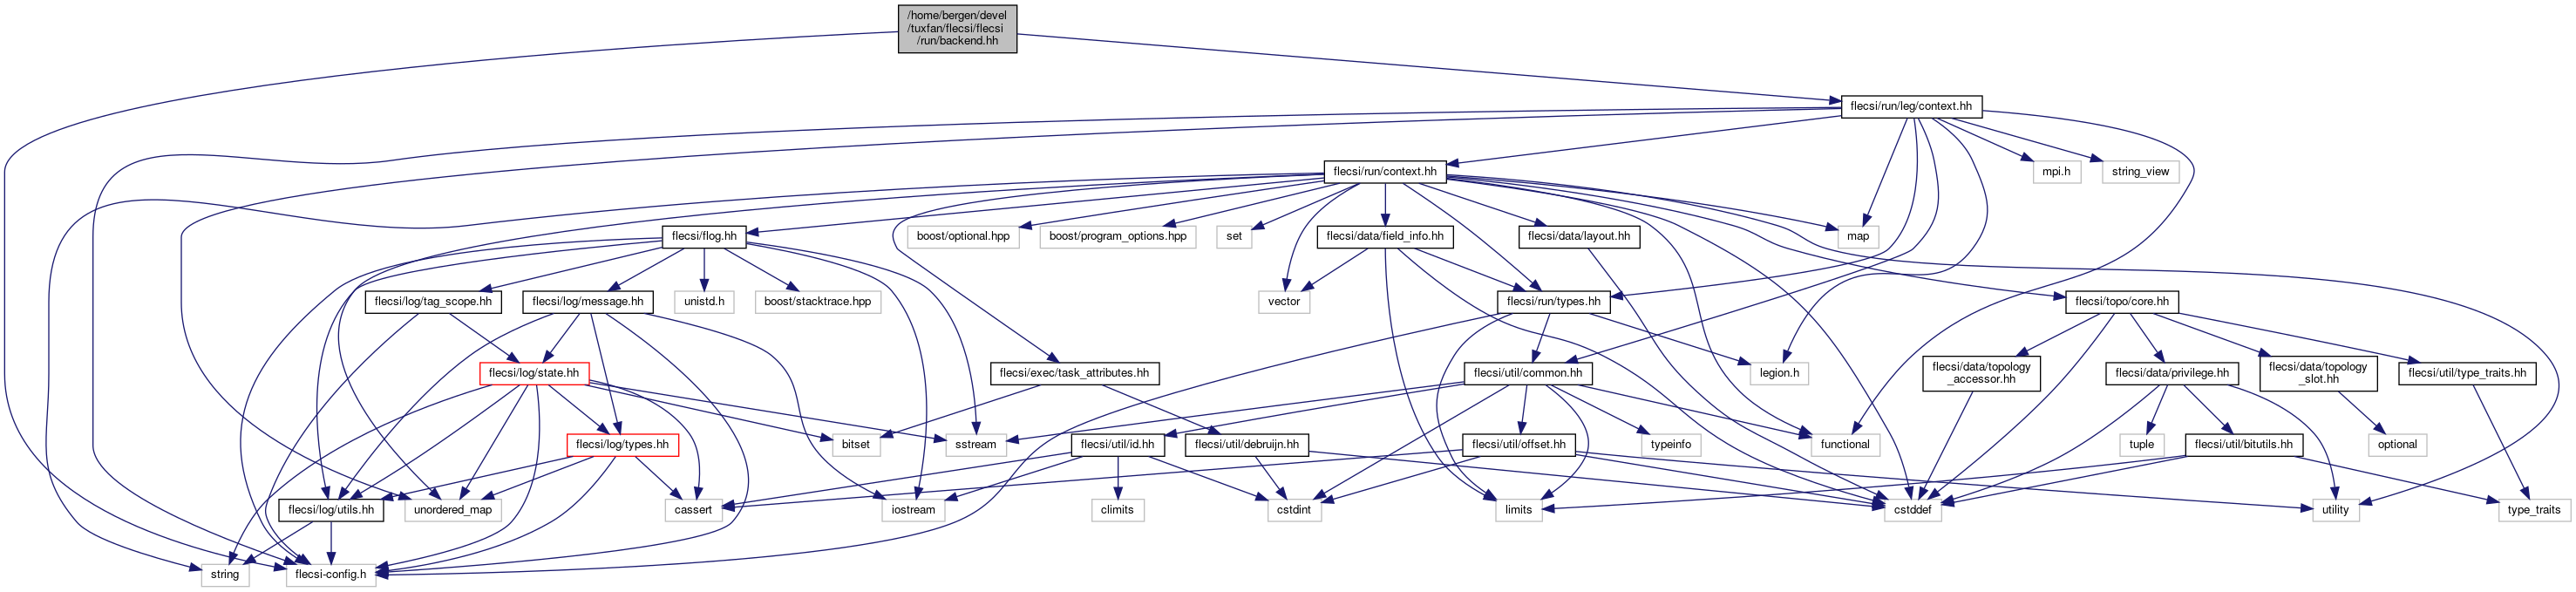 /home/bergen/devel
/tuxfan/flecsi/flecsi
/run/backend.hh
flecsi/run/leg/context.hh
flecsi/run/context.hh
mpi.h
string_view
flecsi/flog.hh
boost/optional.hpp
boost/program_options.hpp
set
flecsi/data/field_info.hh
flecsi/data/layout.hh
map
flecsi/log/tag_scope.hh
flecsi/log/message.hh
unistd.h
boost/stacktrace.hpp
vector
flecsi/run/types.hh
flecsi/topo/core.hh
flecsi/log/state.hh
flecsi/exec/task_attributes.hh
flecsi/util/common.hh
legion.h
flecsi/data/topology
_accessor.hh
flecsi/data/privilege.hh
flecsi/data/topology
_slot.hh
flecsi/util/type_traits.hh
flecsi/log/types.hh
bitset
sstream
flecsi/util/id.hh
flecsi/util/debruijn.hh
flecsi/util/offset.hh
typeinfo
functional
tuple
flecsi/util/bitutils.hh
optional
flecsi/log/utils.hh
unordered_map
cassert
iostream
climits
cstdint
limits
cstddef
utility
type_traits
string
flecsi-config.h